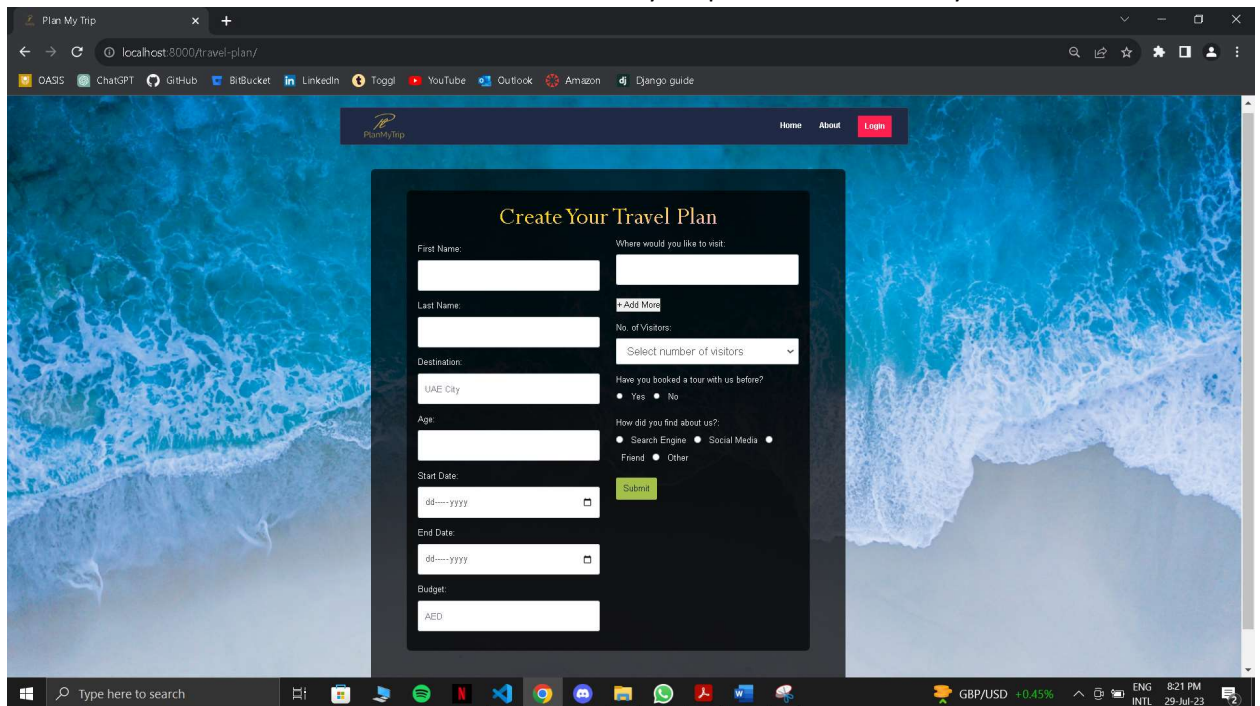 Plan My Trip
localhost:8000/travel-plan/
OASIS ChatGPT GitHub BitBucket LinkedIn Toggl YouTube Outlook Amazon dj Django guide
PlanMyTrip Home About Login
Create Your Travel Plan
First Name:
Last Name:
Destination:
UAE City
Age:
Start Date:
dd-----yyyy
End Date:
dd-----yyyy
Budget:
AED
Where would you like to visit:
+ Add More
No. of Visitors:
Select number of visitors
Have you booked a tour with us before?
Yes No
How did you find about us?:
Search Engine Social Media
Friend Other
Submit
Type here to search
GBP/USD +0.45%
ENG
INTL
8:21 PM
29-Jul-23
2